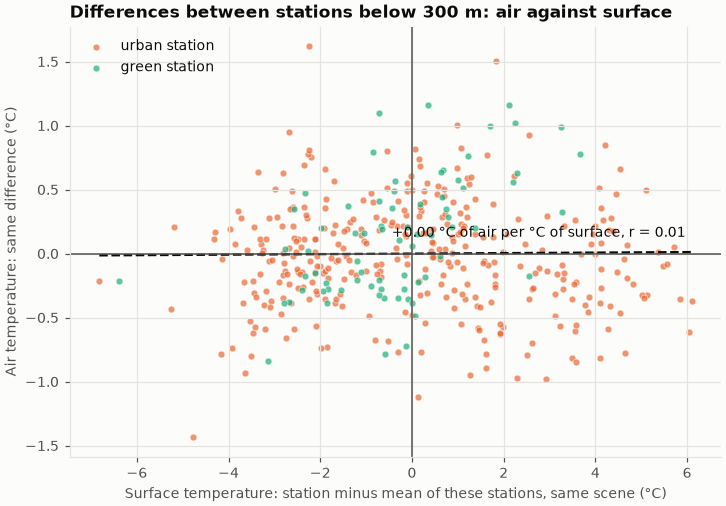 Differences between stations below 300 m: air against surface
urban station
green station
Air temperature: same difference (°C)
1.5
1.0
0.5
0.0
−0.5
−1.0
−1.5
+0.00 °C of air per °C of surface, r = 0.01
−6
−4
−2
0
2
4
6
Surface temperature: station minus mean of these stations, same scene (°C)